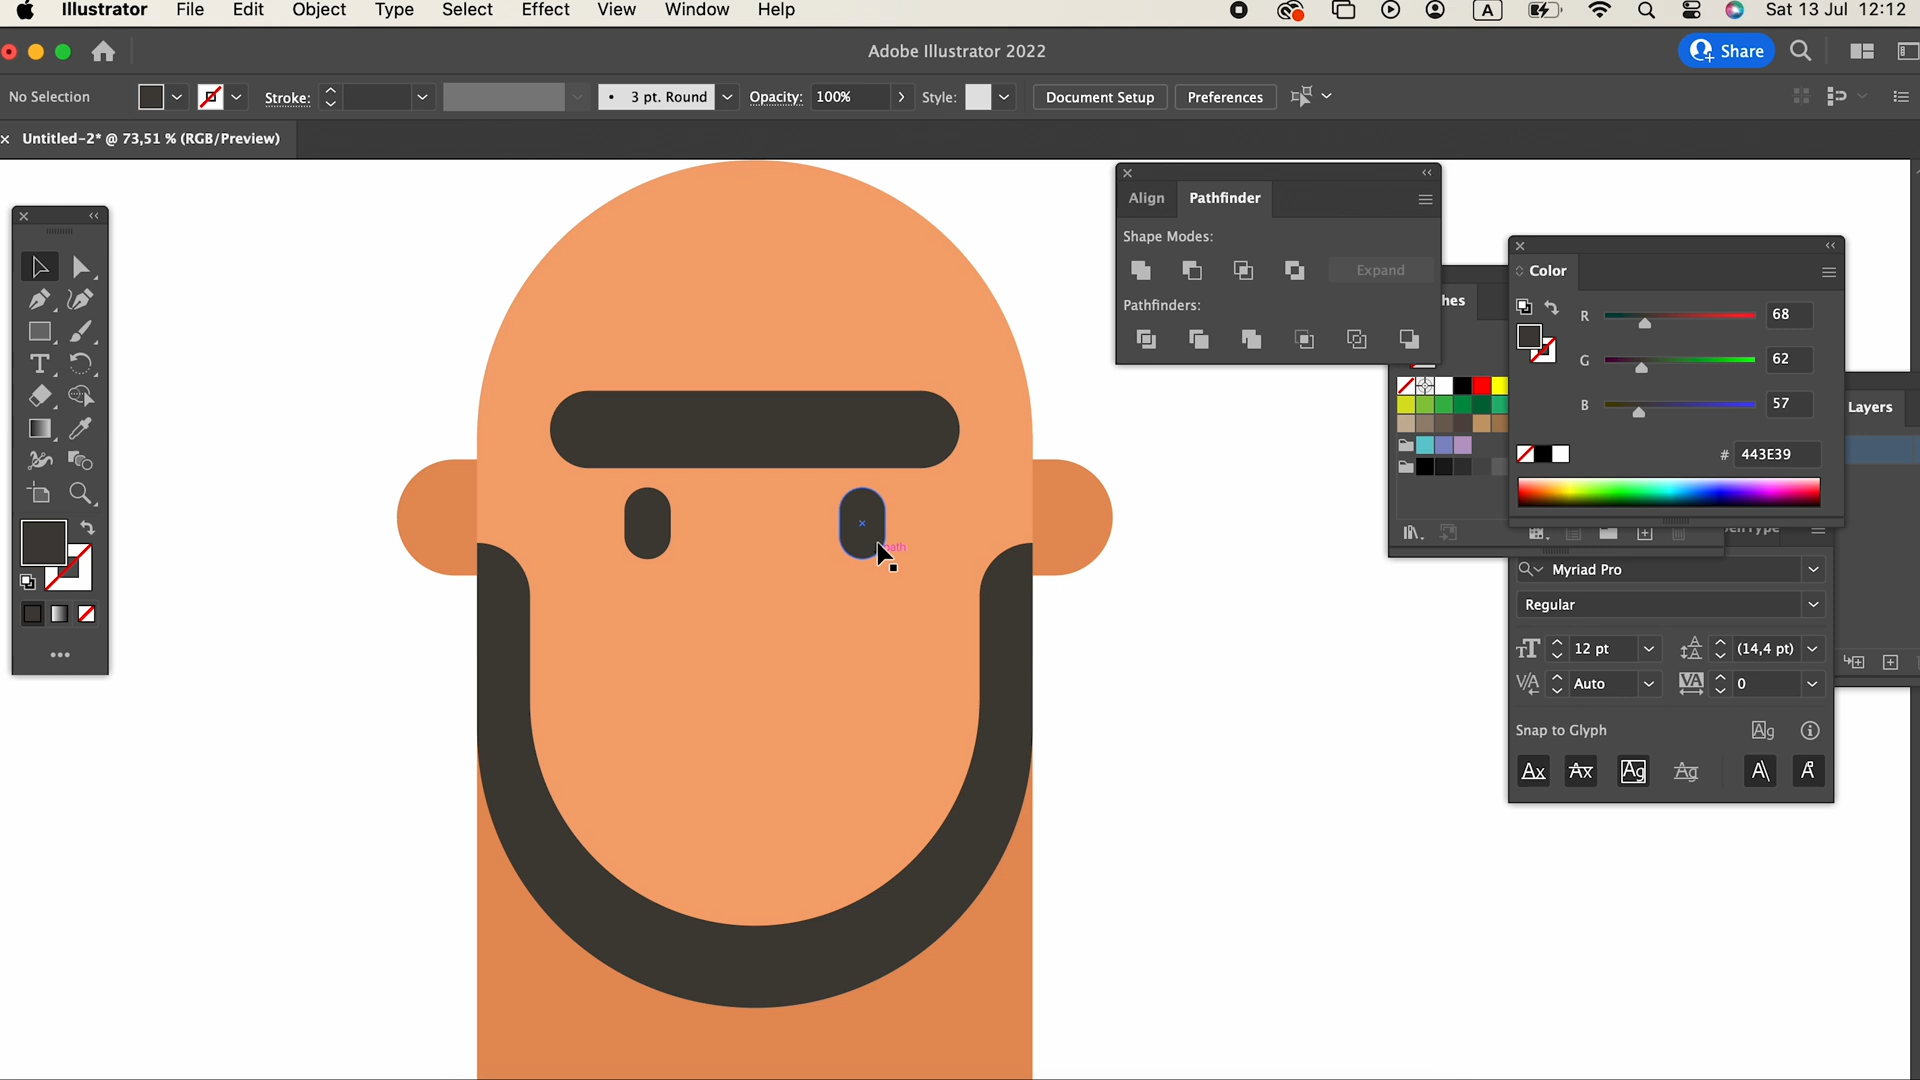 Illustrator File Edit Object Type Select Effect View Window Help A Sat 13 Jul 12:12
Adobe Illustrator 2022 Share
No Selection Stroke: 3 pt. Round Opacity: 100% Style: Document Setup Preferences
Untitled-2* @ 73,51 % (RGB/Preview)
Align Pathfinder
Shape Modes:
Expand
Pathfinders:
hes
Color
R 68
G 62
B 57
# 443E39
Layers
Myriad Pro
Regular
12 pt (14,4 pt)
Auto 0
Snap to Glyph
path